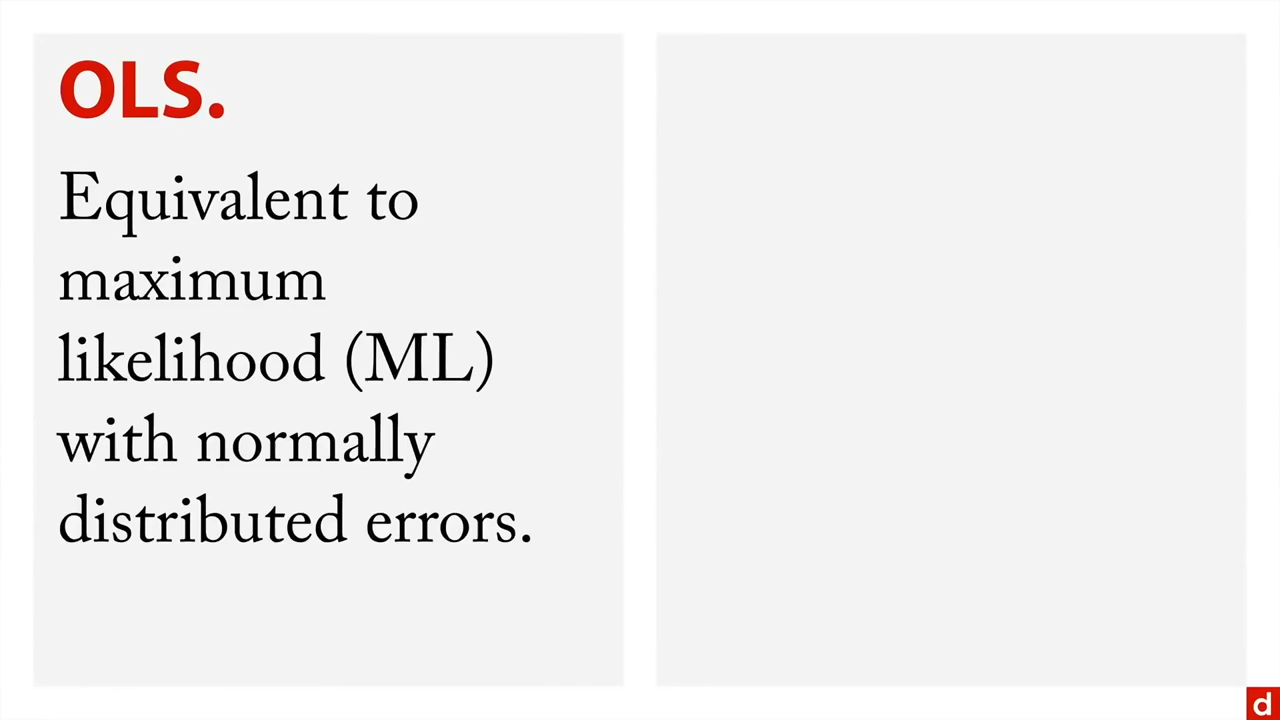 OLS.
Equivalent to
maximum
likelihood (ML)
with normally
distributed errors.
d